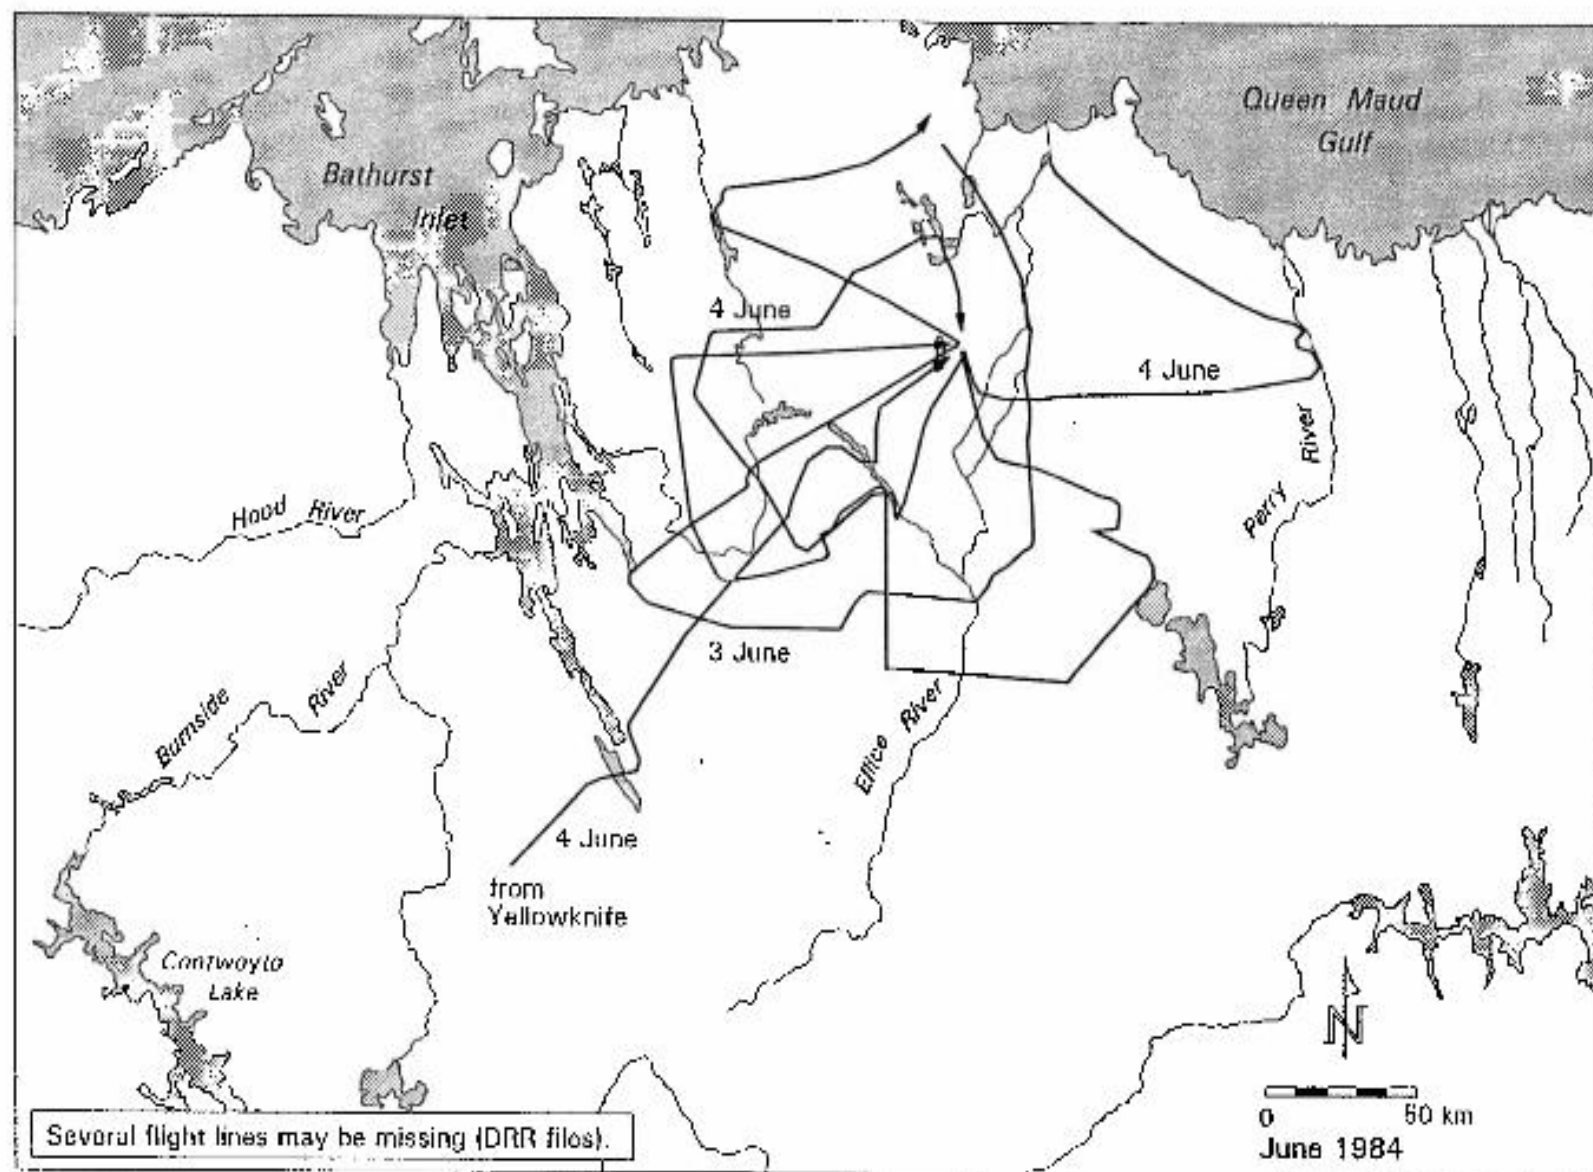 Queen Maud
Gulf
Bathurst
Inlet
4 June
4 June
River
Perry
Hood River
3 June
River
Burnside
Ellice River
4 June
from
Yellowknife
Contwoyto
Lake
N
0 50 km
June 1984
Several flight lines may be missing (DRR files).